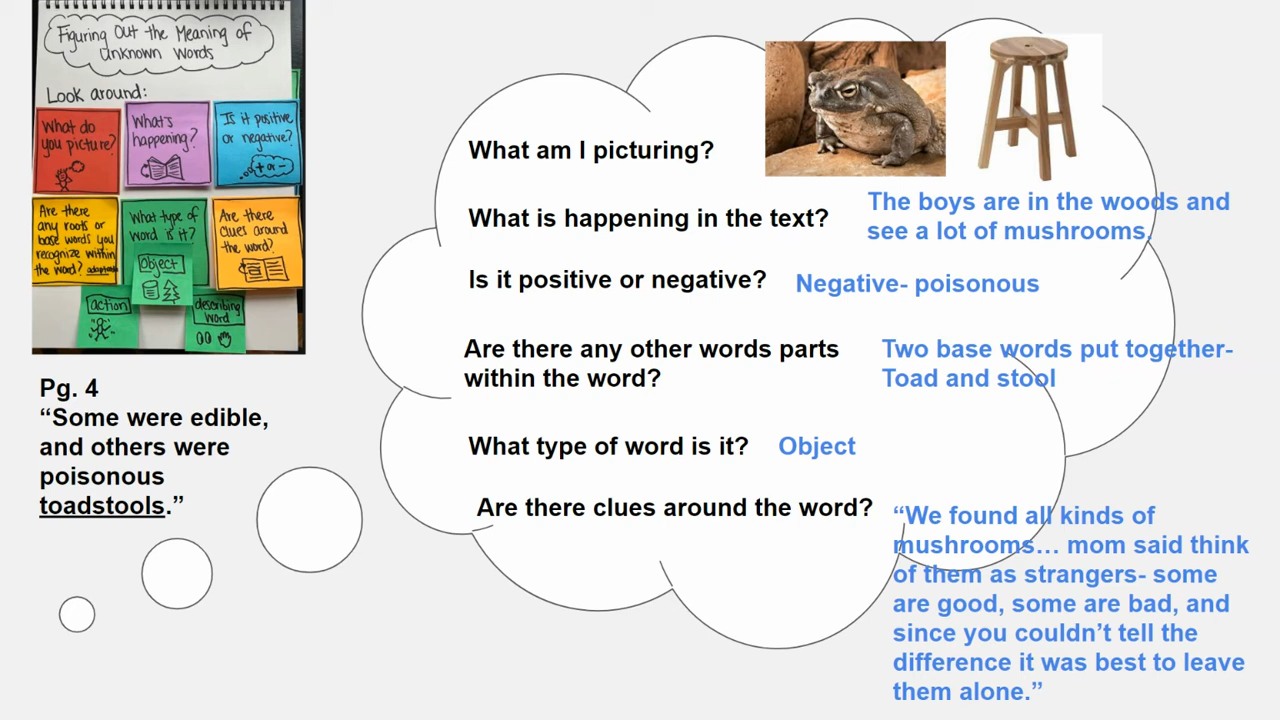 Figuring Out the Meaning of
Unknown Words
Look around:
What do
you picture?
What's
happening?
Is it positive
or negative?
+ or -
Are there
any roots or
base words you
recognize within
the word?
What type of
word is it?
Object
action
describing
word
Are there
clues around
the word?
Pg. 4
“Some were edible,
and others were
poisonous
toadstools.”
What am I picturing?
What is happening in the text?
The boys are in the woods and
see a lot of mushrooms.
Is it positive or negative?
Negative- poisonous
Are there any other words parts
within the word?
Two base words put together-
Toad and stool
What type of word is it?
Object
Are there clues around the word?
“We found all kinds of
mushrooms… mom said think
of them as strangers- some
are good, some are bad, and
since you couldn’t tell the
difference it was best to leave
them alone.”